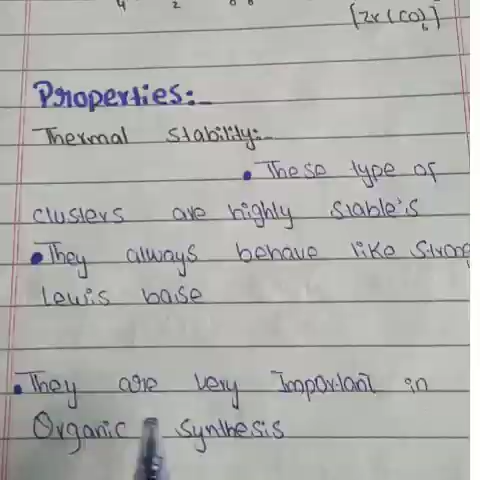 [Zr(CO)6]
Properties:-
Thermal Stability:-
• These type of
clusters are highly stable's
• They always behave like Strong
lewis base
• They are very Important in
Organic Synthesis